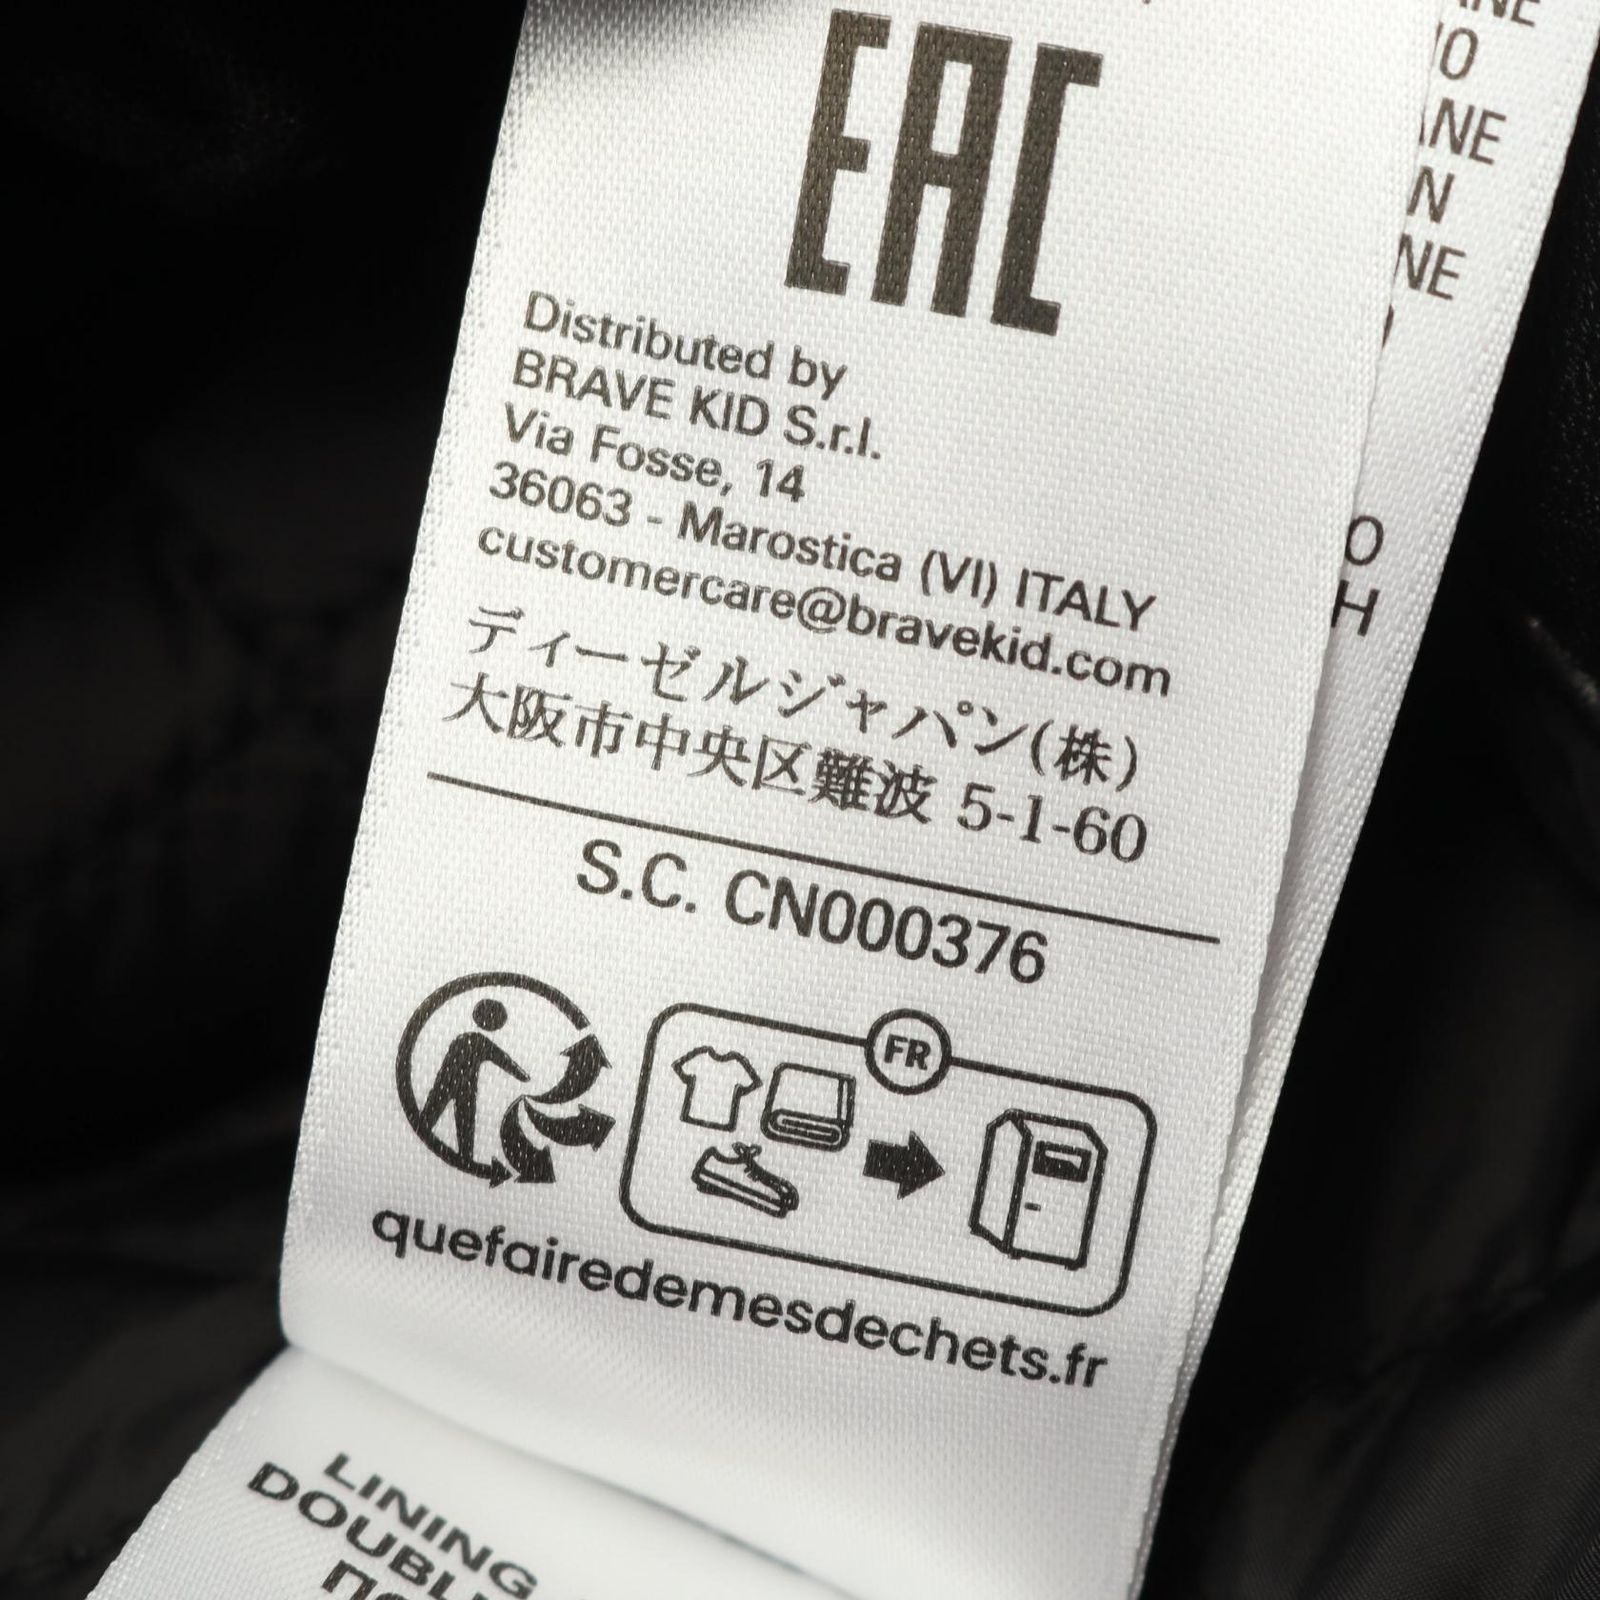 EAC
Distributed by
BRAVE KID S.r.l.
Via Fosse, 14
36063 - Marostica (VI) ITALY
customercare@bravekid.com
ディーゼルジャパン(株)
大阪市中央区難波 5-1-60
S.C. CN000376
FR
quefairedemesdechets.fr
LINING